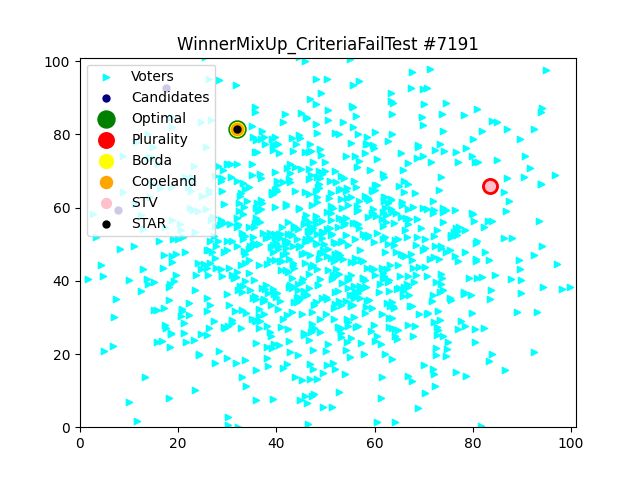 WinnerMixUp_CriteriaFailTest #7191
100
80
60
40
20
0
Voters
Candidates
Optimal
Plurality
Borda
Copeland
STV
STAR
0 20 40 60 80 100